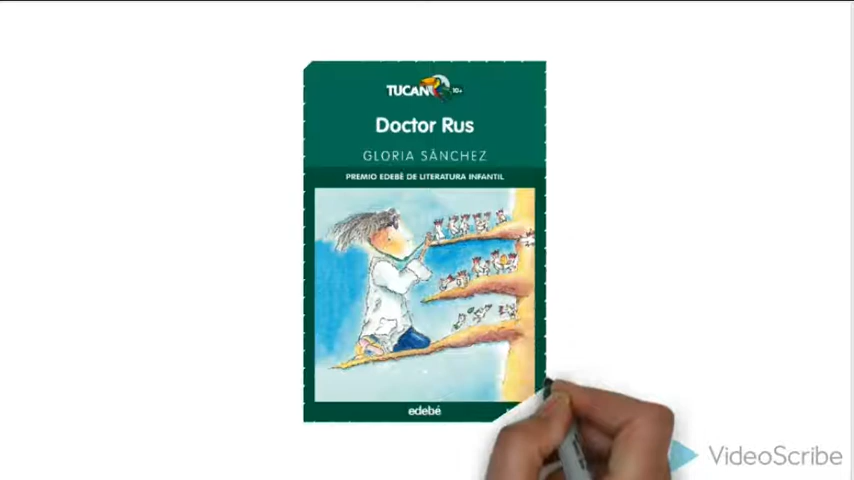 TUCAN 10+
Doctor Rus
GLORIA SÁNCHEZ
PREMIO EDEBÉ DE LITERATURA INFANTIL
edebé
VideoScribe